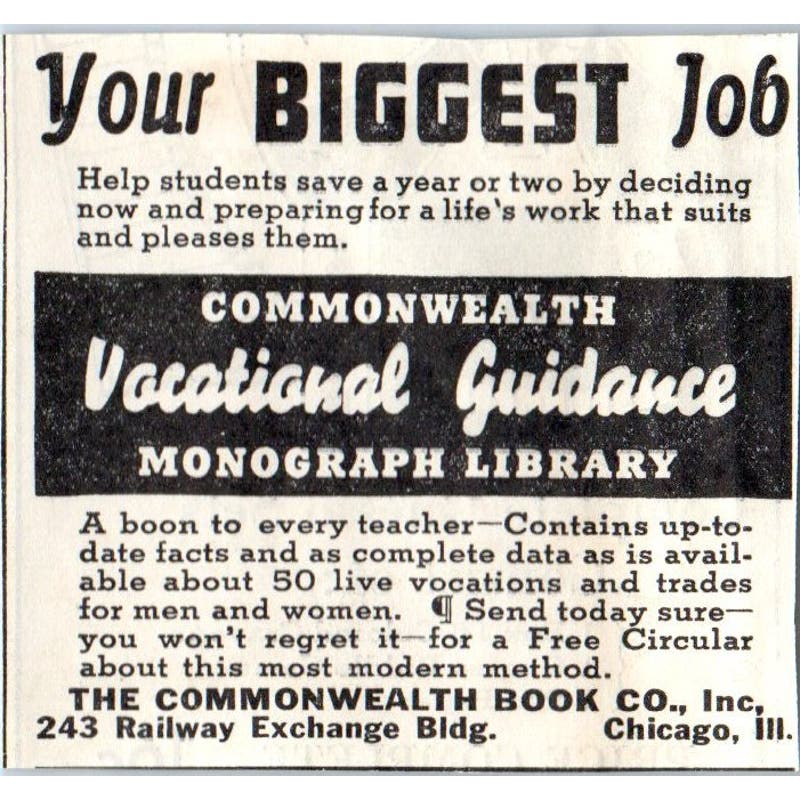 Your BIGGEST Job
Help students save a year or two by deciding
now and preparing for a life's work that suits
and pleases them.
COMMONWEALTH
Vocational Guidance
MONOGRAPH LIBRARY
A boon to every teacher—Contains up-to-
date facts and as complete data as is avail-
able about 50 live vocations and trades
for men and women. ¶ Send today sure—
you won't regret it—for a Free Circular
about this most modern method.
THE COMMONWEALTH BOOK CO., Inc,
243 Railway Exchange Bldg. Chicago, Ill.